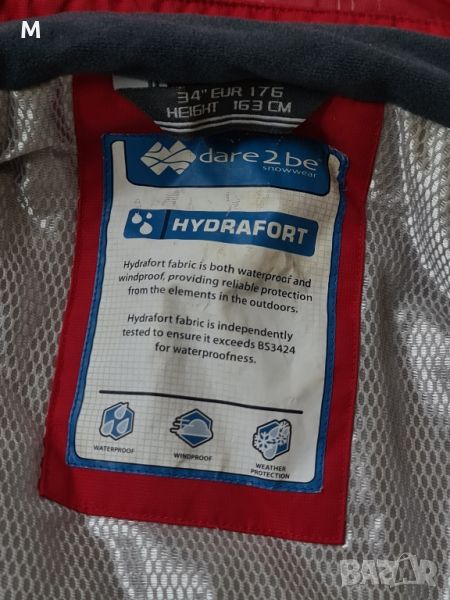 M
34" EUR 176
HEIGHT 163 CM
dare2be
snowwear
HYDRAFORT
Hydrafort fabric is both waterproof and
windproof, providing reliable protection
from the elements in the outdoors.
Hydrafort fabric is independently
tested to ensure it exceeds BS3424
for waterproofness.
WATERPROOF
WINDPROOF
WEATHER
PROTECTION
BAZAR